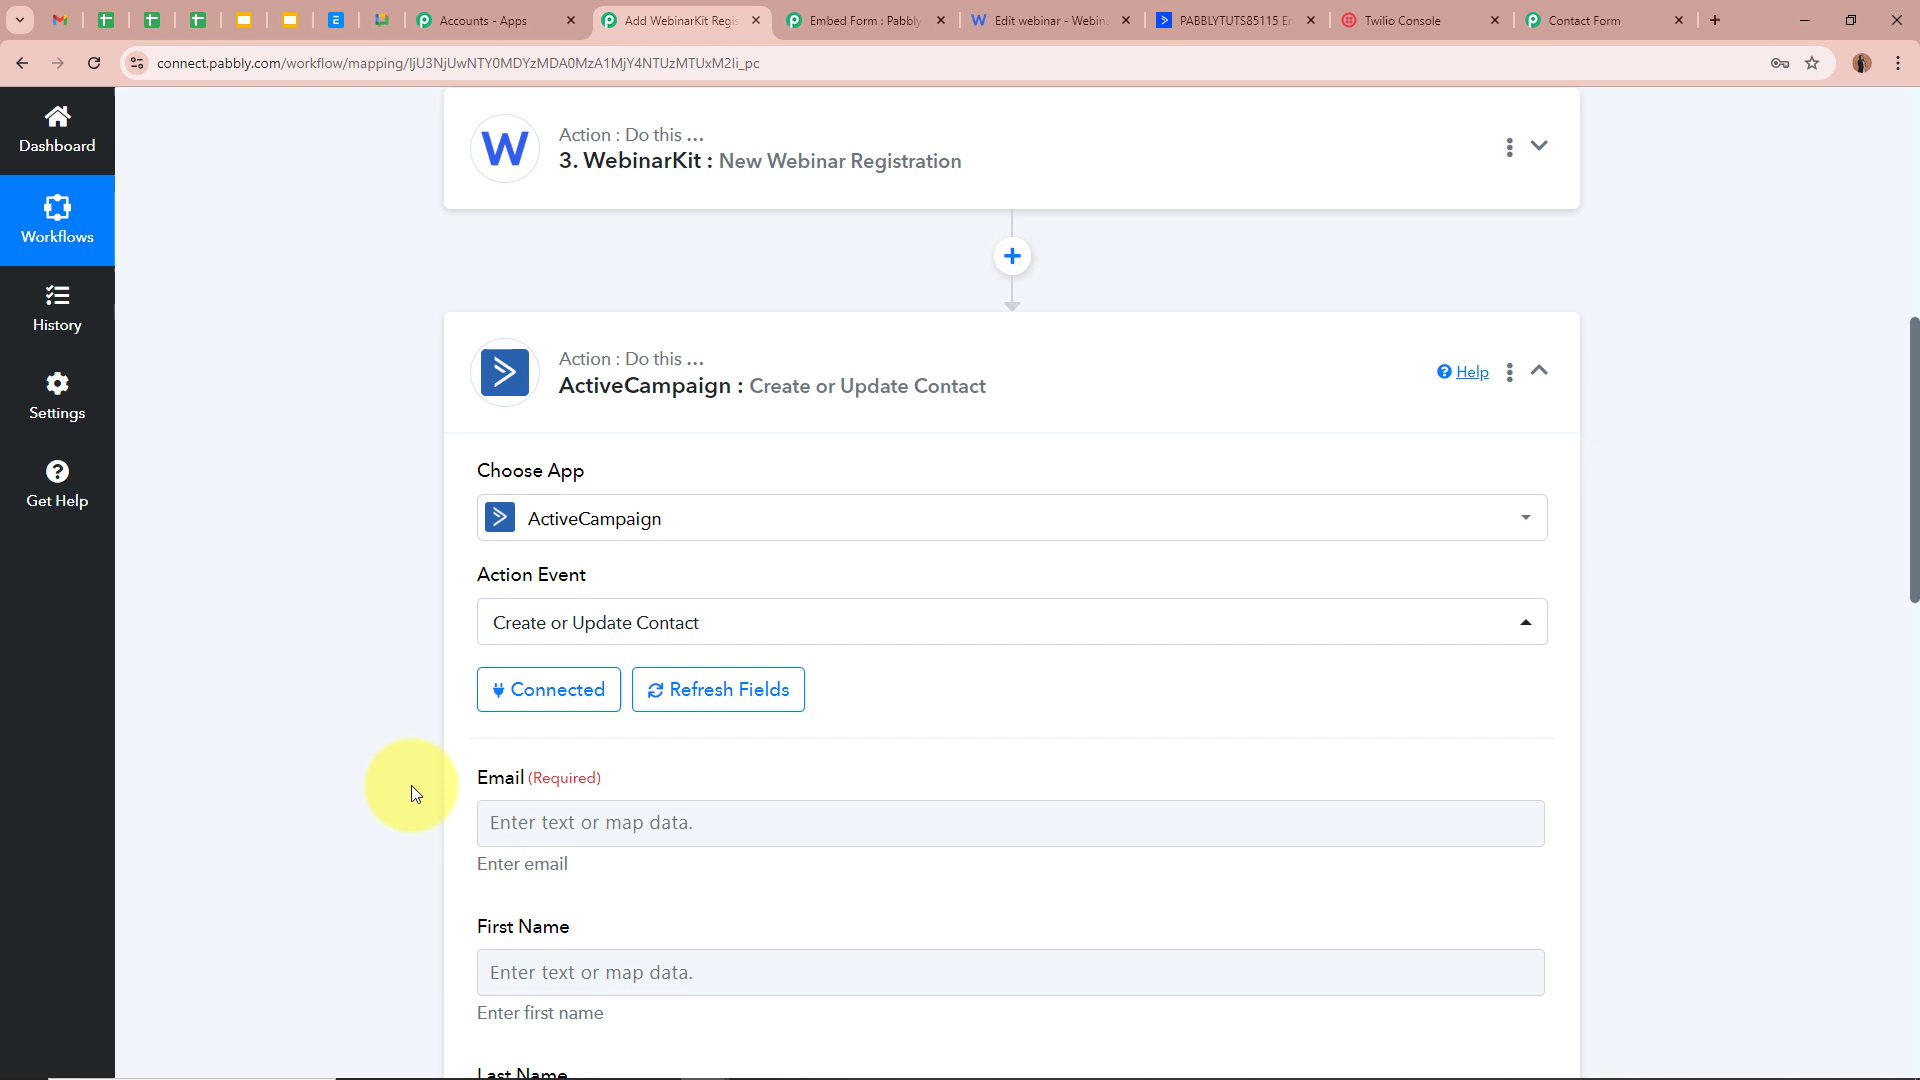 Accounts - Apps
Add WebinarKit Regis
Embed Form : Pabbly
Edit webinar - Webin
PABBLYTUTS85115 En
Twilio Console
Contact Form
connect.pabbly.com/workflow/mapping/IjU3NjUwNTY0MDYzMDA0MzA1MjY4NTUzMTUxM2Ii_pc
Dashboard
Workflows
History
Settings
Get Help
Action : Do this ...
3. WebinarKit : New Webinar Registration
Action : Do this ...
ActiveCampaign : Create or Update Contact
Help
Choose App
ActiveCampaign
Action Event
Create or Update Contact
Connected
Refresh Fields
Email (Required)
Enter text or map data.
Enter email
First Name
Enter text or map data.
Enter first name
Last Name